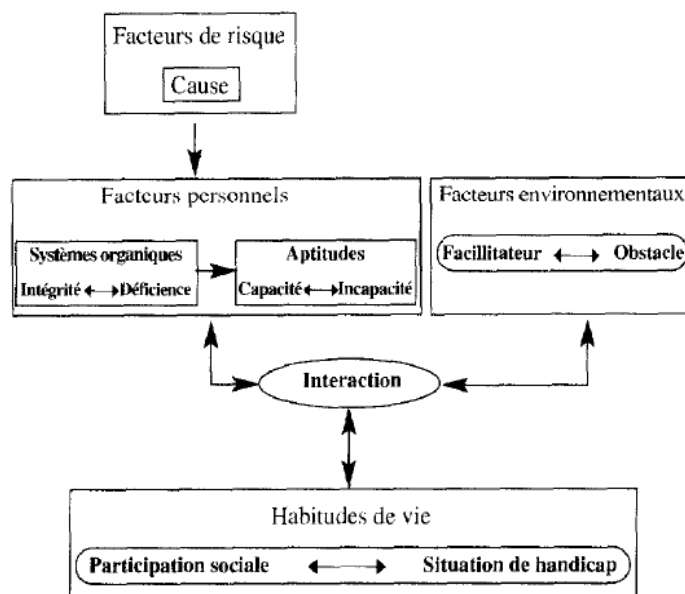 Facteurs de risque
Cause
Facteurs personnels
Systèmes organiques
Intégrité
Déficience
Aptitudes
Capacité
Incapacité
Facteurs environnementaux
Facillitateur
Obstacle
Interaction
Habitudes de vie
Participation sociale
Situation de handicap